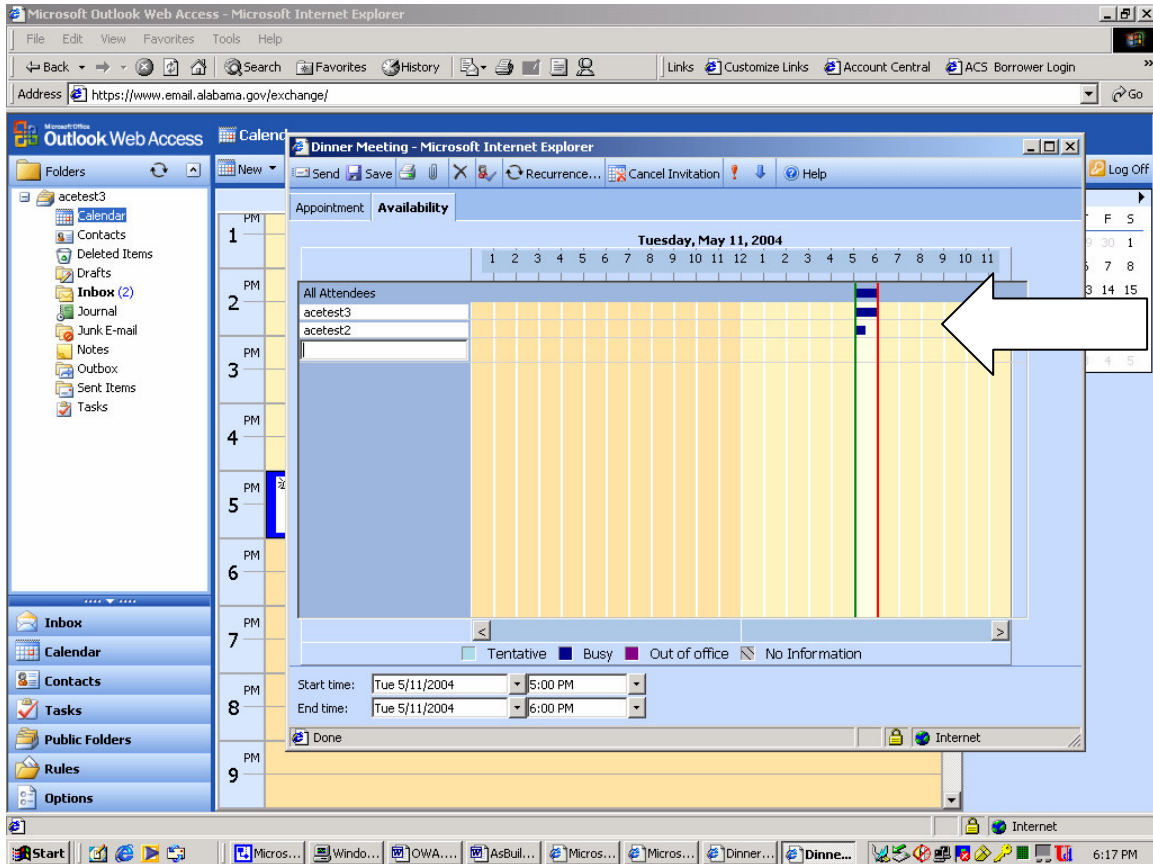 Microsoft Outlook Web Access - Microsoft Internet Explorer
File Edit View Favorites Tools Help
Back Search Favorites History Links Customize Links Account Central ACS Borrower Login »
Address https://www.email.alabama.gov/exchange/ Go
Microsoft Office
Outlook Web Access
Calend
Folders
New
Log Off
acetest3
Calendar
Contacts
Deleted Items
Drafts
Inbox (2)
Journal
Junk E-mail
Notes
Outbox
Sent Items
Tasks
Inbox
Calendar
Contacts
Tasks
Public Folders
Rules
Options
PM
1
PM
2
PM
3
PM
4
PM
5
PM
6
PM
7
PM
8
PM
9
Dinner Meeting - Microsoft Internet Explorer
Send Save Recurrence... Cancel Invitation Help
Appointment Availability
Tuesday, May 11, 2004
1 2 3 4 5 6 7 8 9 10 11 12 1 2 3 4 5 6 7 8 9 10 11
All Attendees
acetest3
acetest2
< >
Tentative Busy Out of office No Information
Start time: Tue 5/11/2004 5:00 PM
End time: Tue 5/11/2004 6:00 PM
Done Internet
F S
30 1
7 8
14 15
4 5
Internet
Start Micros... Windo... OWA.... AsBuil... Micros... Micros... Dinner... Dinne... 6:17 PM